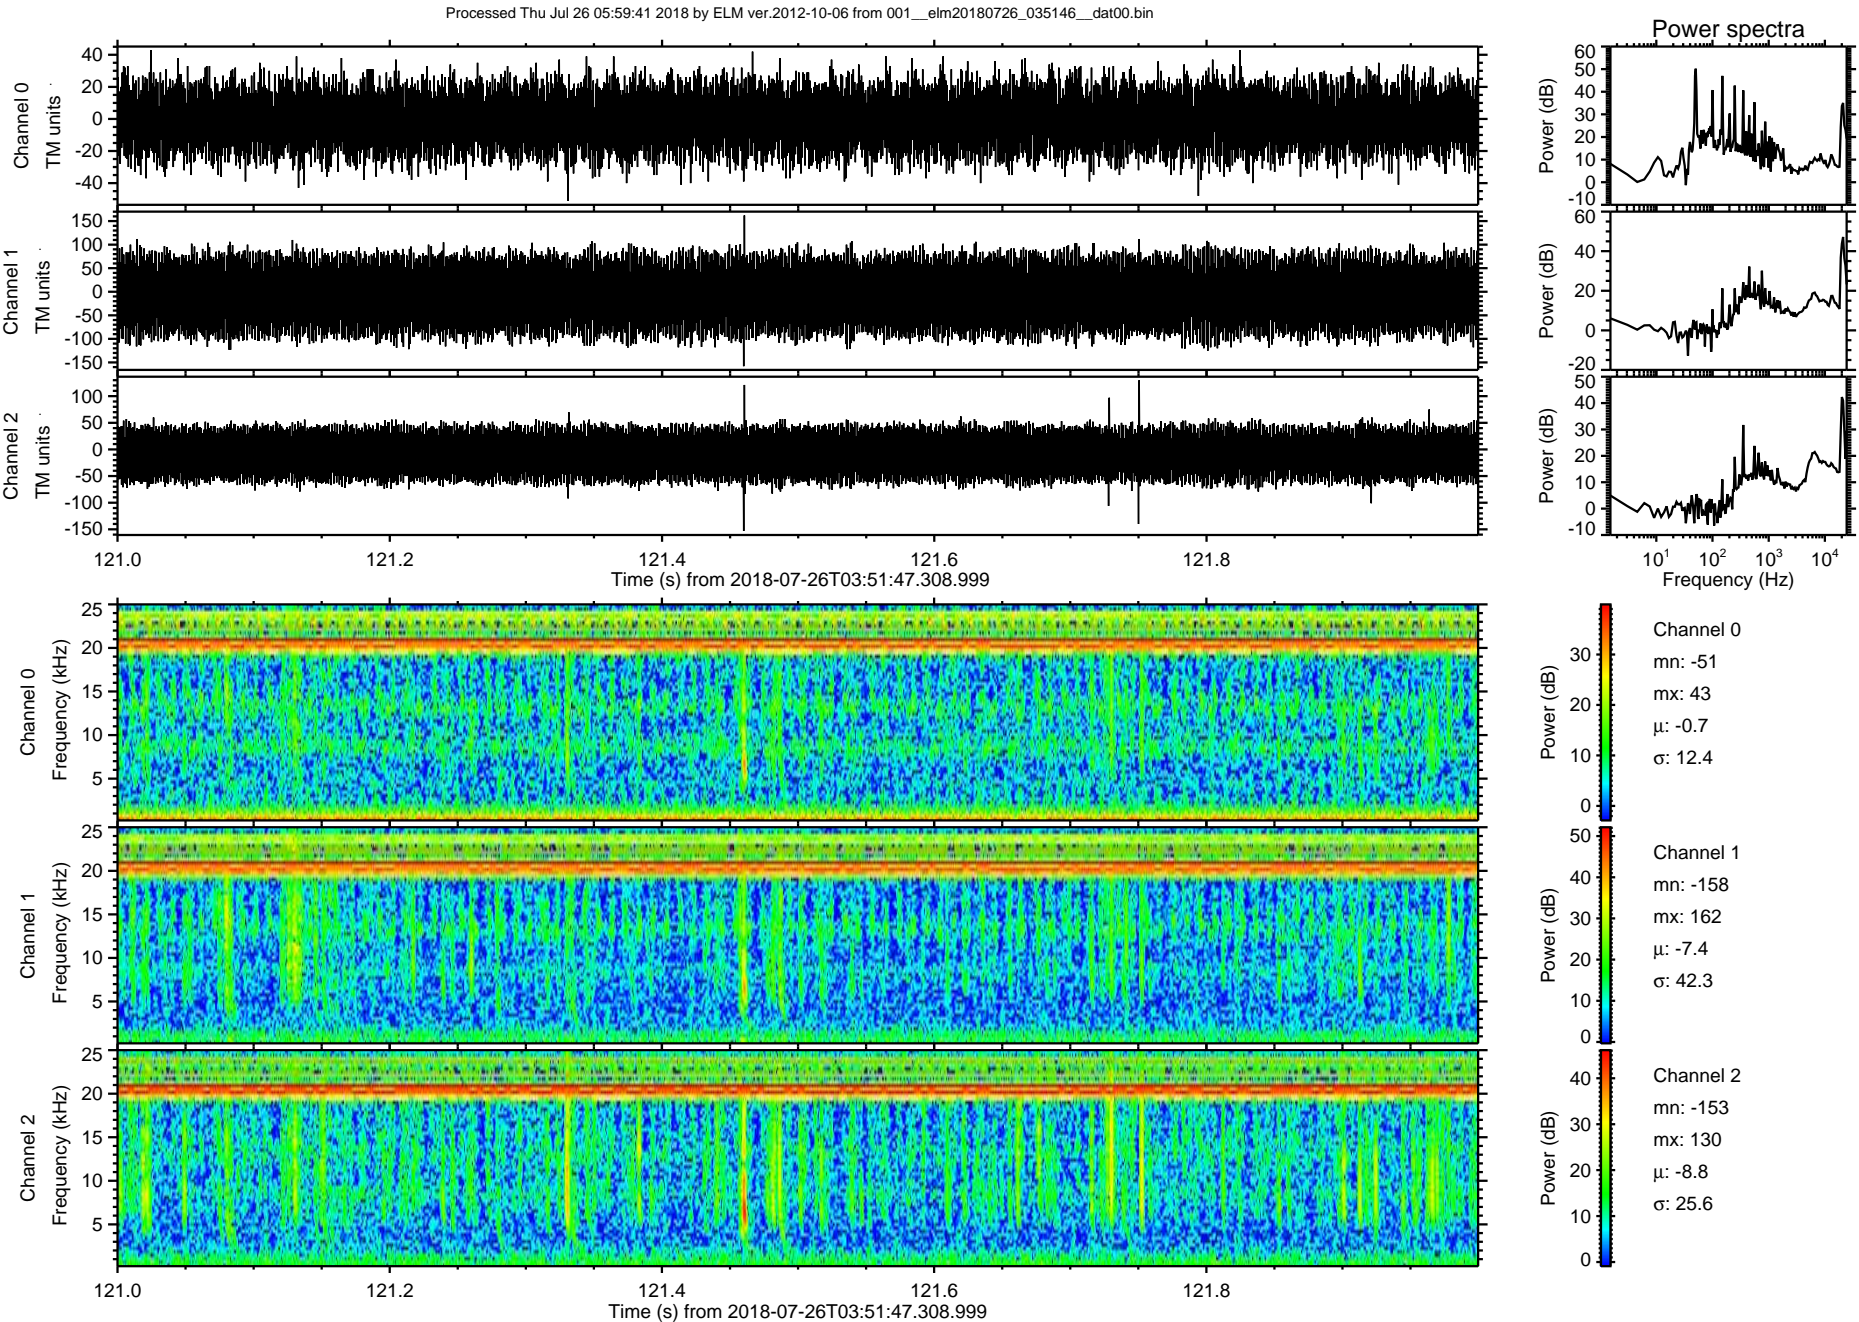 Processed Thu Jul 26 05:59:41 2018 by ELM ver.2012-10-06 from 001__elm20180726_035146__dat00.bin
Power spectra
Channel 0
TM units
40
20
0
-20
-40
Power (dB)
60
50
40
30
20
10
0
-10
Channel 1
TM units
150
100
50
0
-50
-100
-150
Power (dB)
60
40
20
0
-20
Channel 2
TM units
100
50
0
-50
-100
-150
Power (dB)
50
40
30
20
10
0
-10
121.0 121.2 121.4 121.6 121.8
Time (s) from 2018-07-26T03:51:47.308.999
10¹ 10² 10³ 10⁴
Frequency (Hz)
Channel 0
Frequency (kHz)
25
20
15
10
5
Power (dB)
30
20
10
0
Channel 0
mn: -51
mx: 43
μ: -0.7
σ: 12.4
Channel 1
Frequency (kHz)
25
20
15
10
5
Power (dB)
50
40
30
20
10
0
Channel 1
mn: -158
mx: 162
μ: -7.4
σ: 42.3
Channel 2
Frequency (kHz)
25
20
15
10
5
Power (dB)
40
30
20
10
0
Channel 2
mn: -153
mx: 130
μ: -8.8
σ: 25.6
121.0 121.2 121.4 121.6 121.8
Time (s) from 2018-07-26T03:51:47.308.999